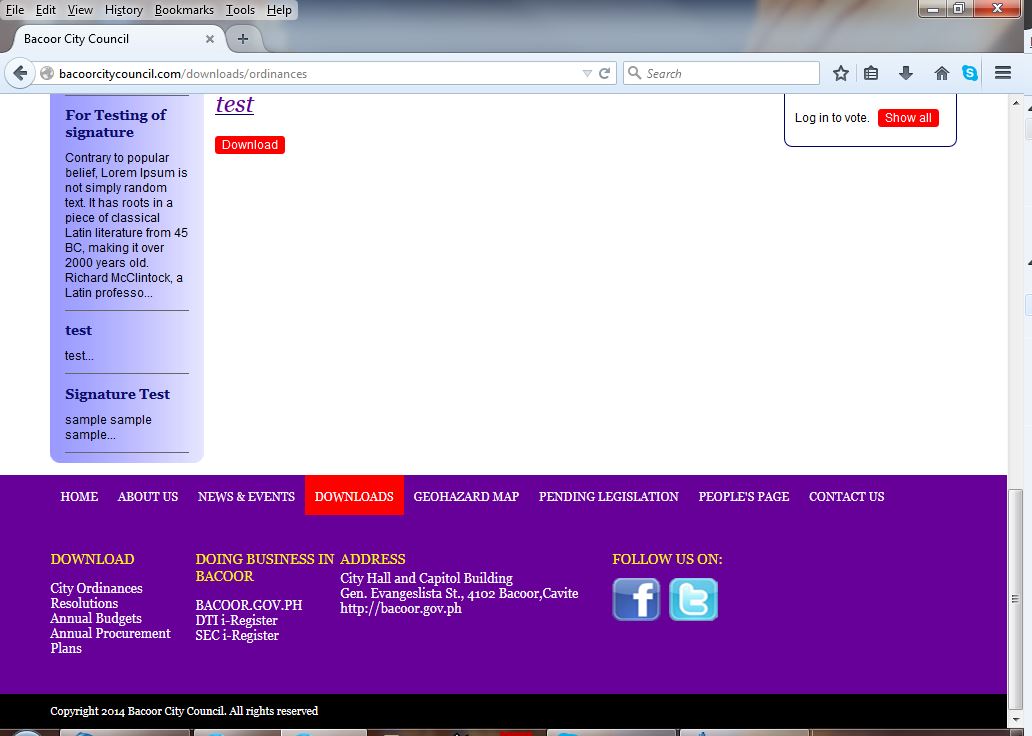 File Edit View History Bookmarks Tools Help
Bacoor City Council
bacoorcitycouncil.com/downloads/ordinances
Search
For Testing of
signature
Contrary to popular
belief, Lorem Ipsum is
not simply random
text. It has roots in a
piece of classical
Latin literature from 45
BC, making it over
2000 years old.
Richard McClintock, a
Latin professo...
test
test...
Signature Test
sample sample
sample...
test
Download
Log in to vote. Show all
HOME ABOUT US NEWS & EVENTS DOWNLOADS GEOHAZARD MAP PENDING LEGISLATION PEOPLE'S PAGE CONTACT US
DOWNLOAD
City Ordinances
Resolutions
Annual Budgets
Annual Procurement
Plans
DOING BUSINESS IN
BACOOR
BACOOR.GOV.PH
DTI i-Register
SEC i-Register
ADDRESS
City Hall and Capitol Building
Gen. Evangeslista St., 4102 Bacoor,Cavite
http://bacoor.gov.ph
FOLLOW US ON:
Copyright 2014 Bacoor City Council. All rights reserved